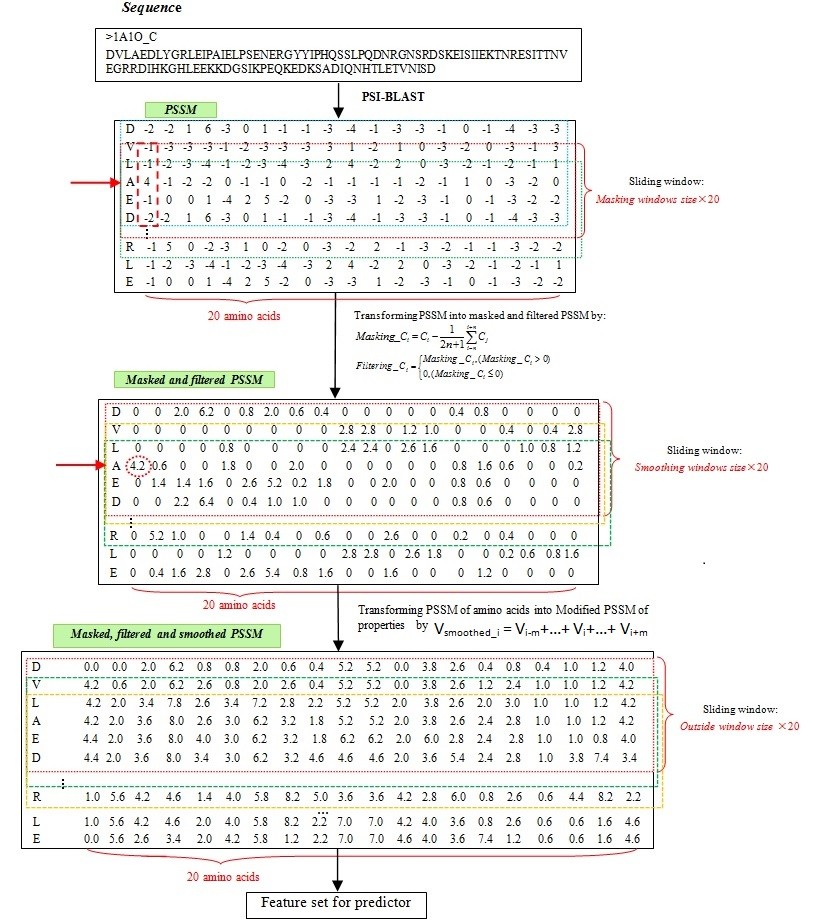 Sequence
>1A1O_C
DVLAEDLYGRLEIPAIELPSENERGYYIPHQSSLPQDNRGNSRDSKEISIIEKTNRESITTNV
EGRRDIHKGHLEEKKDGSIKPEQKEDKSADIQNHTLETVNISD
PSI-BLAST
PSSM
D -2 -2 1 6 -3 0 1 -1 -1 -3 -4 -1 -3 -3 -1 0 -1 -4 -3 -3
V -1 -3 -3 -3 -1 -2 -3 -3 -3 3 1 -2 1 0 -3 -2 0 -3 -1 3
L -1 -2 -3 -4 -1 -2 -3 -4 -3 2 4 -2 2 0 -3 -2 -1 -2 -1 1
A 4 -1 -2 -2 0 -1 -1 0 -2 -1 -1 -1 -1 -2 -1 1 0 -3 -2 0
Sliding window:
E -1 0 0 1 -4 2 5 -2 0 -3 -3 1 -2 -3 -1 0 -1 -3 -2 -2
Masking windows size×20
D -2 -2 1 6 -3 0 1 -1 -1 -3 -4 -1 -3 -3 -1 0 -1 -4 -3 -3
R -1 5 0 -2 -3 1 0 -2 0 -3 -2 2 -1 -3 -2 -1 -1 -3 -2 -2
L -1 -2 -3 -4 -1 -2 -3 -4 -3 2 4 -2 2 0 -3 -2 -1 -2 -1 1
E -1 0 0 1 -4 2 5 -2 0 -3 -3 1 -2 -3 -1 0 -1 -3 -2 -2
20 amino acids
Transforming PSSM into masked and filtered PSSM by:
Masking_C_i = C_i - 1/(2n+1) Σ C_j
Filtering_C_i = {Masking_C_i,(Masking_C_i > 0)
0,(Masking_C_i ≤ 0)
Masked and filtered PSSM
D 0 0 2.0 6.2 0 0.8 2.0 0.6 0.4 0 0 0 0 0 0.4 0.8 0 0 0 0
V 0 0 0 0 0 0 0 0 0 2.8 2.8 0 1.2 1.0 0 0 0.4 0 0.4 2.8
L 0 0 0 0 0.8 0 0 0 0 2.4 2.4 0 2.6 1.6 0 0 0 1.0 0.8 1.2
Sliding window:
A 4.2 0.6 0 0 1.8 0 0 2.0 0 0 0 0 0 0 0.8 1.6 0.6 0 0 0.2
Smoothing windows size×20
E 0 1.4 1.4 1.6 0 2.6 5.2 0.2 1.8 0 0 2.0 0 0 0.8 0.6 0 0 0 0
D 0 0 2.2 6.4 0 0.4 1.0 1.0 0 0 0 0 0 0 0.8 0.6 0 0 0 0
R 0 5.2 1.0 0 0 1.4 0.4 0 0.6 0 0 2.6 0 0 0.2 0 0.4 0 0 0
L 0 0 0 0 1.2 0 0 0 0 2.8 2.8 0 2.6 1.8 0 0 0.2 0.6 0.8 1.6
E 0 0.4 1.6 2.8 0 2.6 5.4 0.8 1.6 0 0 1.6 0 0 0 1.2 0 0 0 0
20 amino acids
Transforming PSSM of amino acids into Modified PSSM of
properties by V_smoothed_i = V_i-m+...+ V_i+...+ V_i+m
Masked, filtered and smoothed PSSM
D 0.0 0.0 2.0 6.2 0.8 0.8 2.0 0.6 0.4 5.2 5.2 0.0 3.8 2.6 0.4 0.8 0.4 1.0 1.2 4.0
V 4.2 0.6 2.0 6.2 2.6 0.8 2.0 2.6 0.4 5.2 5.2 0.0 3.8 2.6 1.2 2.4 1.0 1.0 1.2 4.2
L 4.2 2.0 3.4 7.8 2.6 3.4 7.2 2.8 2.2 5.2 5.2 2.0 3.8 2.6 2.0 3.0 1.0 1.0 1.2 4.2
Sliding window:
A 4.2 2.0 3.6 8.0 2.6 3.0 6.2 3.2 1.8 5.2 5.2 2.0 3.8 2.6 2.4 2.8 1.0 1.0 1.2 4.2
Outside window size ×20
E 4.4 2.0 3.6 8.0 4.0 3.0 6.2 3.2 1.8 6.2 6.2 2.0 6.0 2.8 2.4 2.8 1.0 1.0 0.8 4.0
D 4.4 2.0 3.6 8.0 3.4 3.0 6.2 3.2 4.6 4.6 4.6 2.0 3.6 5.4 2.4 2.8 1.0 3.8 7.4 3.4
R 1.0 5.6 4.2 4.6 1.4 4.0 5.8 8.2 5.0 3.6 3.6 4.2 2.8 6.0 0.8 2.6 0.6 4.4 8.2 2.2
...
L 1.0 5.6 4.2 4.6 2.0 4.0 5.8 8.2 2.2 7.0 7.0 4.2 4.0 3.6 0.8 2.6 0.6 0.6 1.6 4.6
E 0.0 5.6 2.6 3.4 2.0 4.2 5.8 1.2 2.2 7.0 7.0 4.6 4.0 3.6 7.4 1.2 0.6 0.6 1.6 4.6
20 amino acids
Feature set for predictor